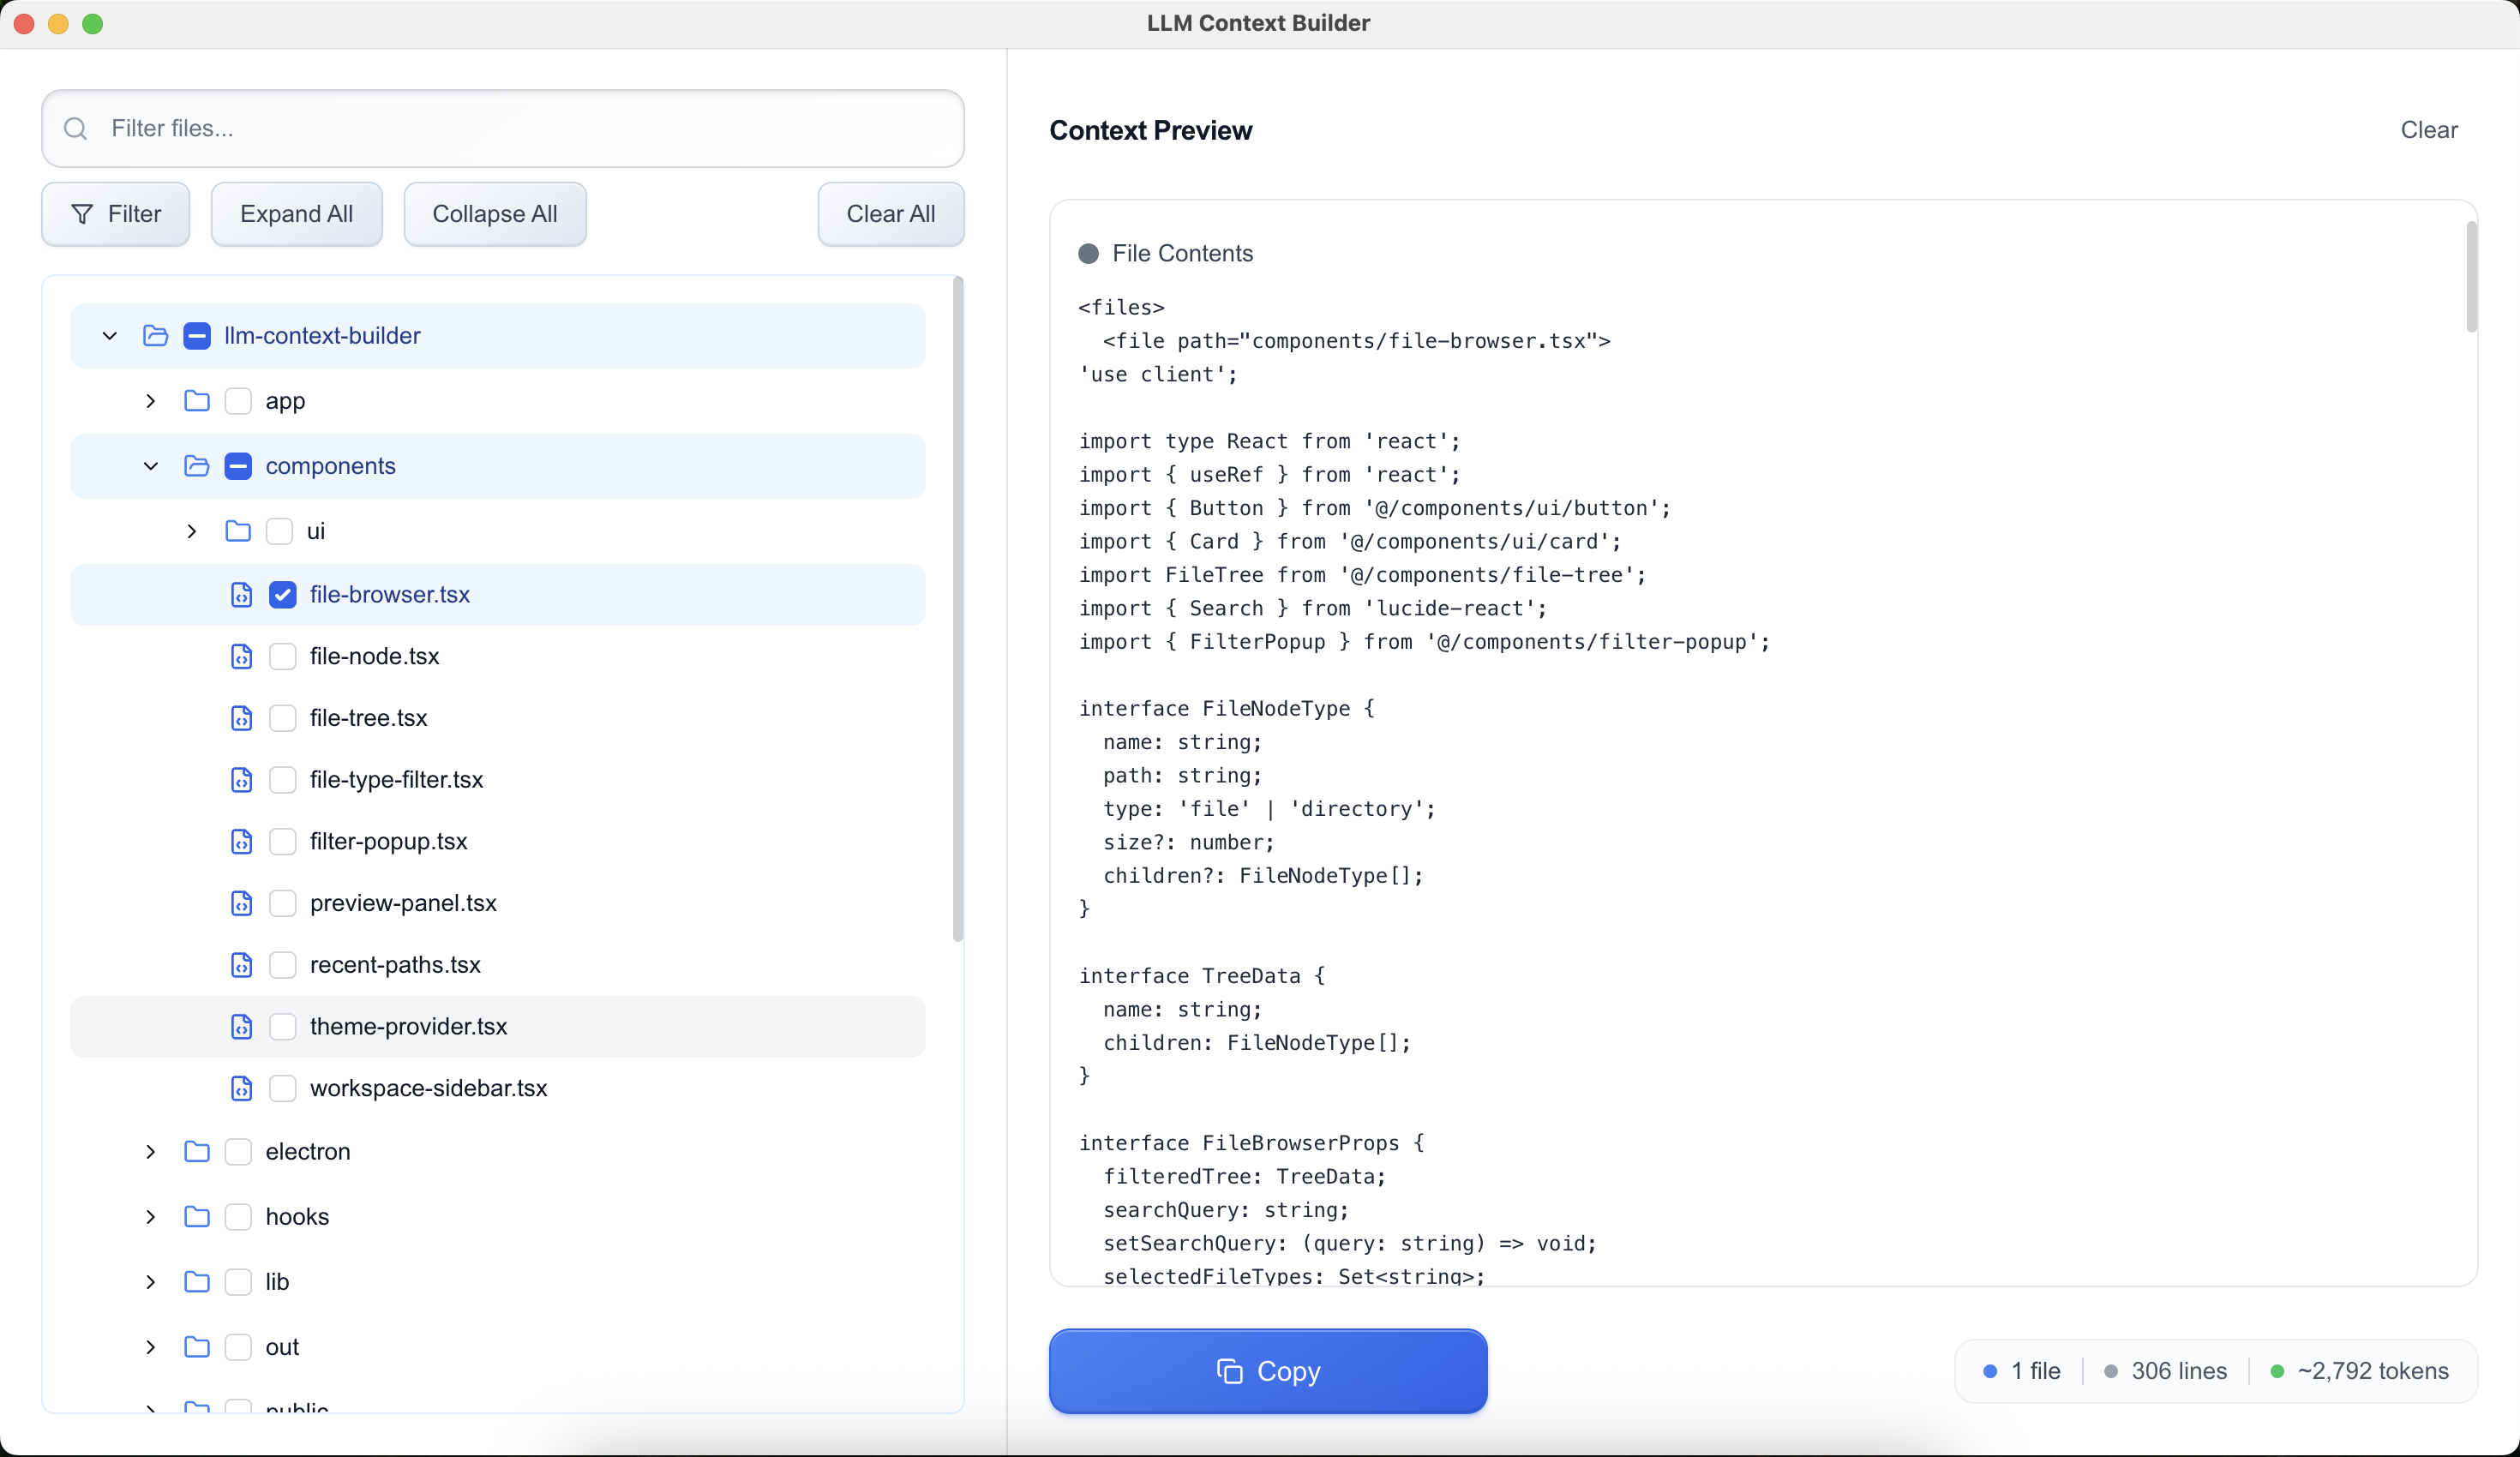 LLM Context Builder
Filter files...
Filter
Expand All
Collapse All
Clear All
llm-context-builder
app
components
ui
file-browser.tsx
file-node.tsx
file-tree.tsx
file-type-filter.tsx
filter-popup.tsx
preview-panel.tsx
recent-paths.tsx
theme-provider.tsx
workspace-sidebar.tsx
electron
hooks
lib
out
public
Context Preview
Clear
File Contents
<files>
  <file path="components/file-browser.tsx">
'use client';

import type React from 'react';
import { useRef } from 'react';
import { Button } from '@/components/ui/button';
import { Card } from '@/components/ui/card';
import FileTree from '@/components/file-tree';
import { Search } from 'lucide-react';
import { FilterPopup } from '@/components/filter-popup';

interface FileNodeType {
  name: string;
  path: string;
  type: 'file' | 'directory';
  size?: number;
  children?: FileNodeType[];
}

interface TreeData {
  name: string;
  children: FileNodeType[];
}

interface FileBrowserProps {
  filteredTree: TreeData;
  searchQuery: string;
  setSearchQuery: (query: string) => void;
  selectedFileTypes: Set<string>;
Copy
1 file
306 lines
~2,792 tokens